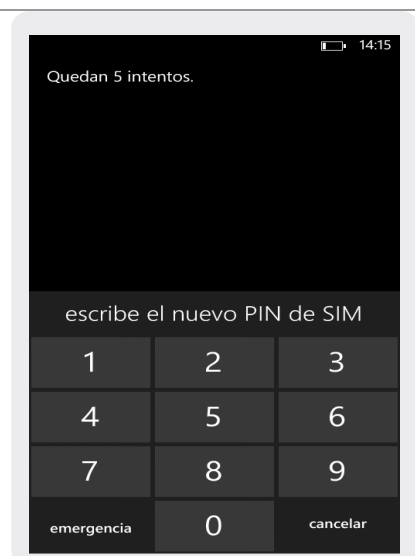 14:15
Quedan 5 intentos.
escribe el nuevo PIN de SIM
1 2 3
4 5 6
7 8 9
emergencia 0 cancelar